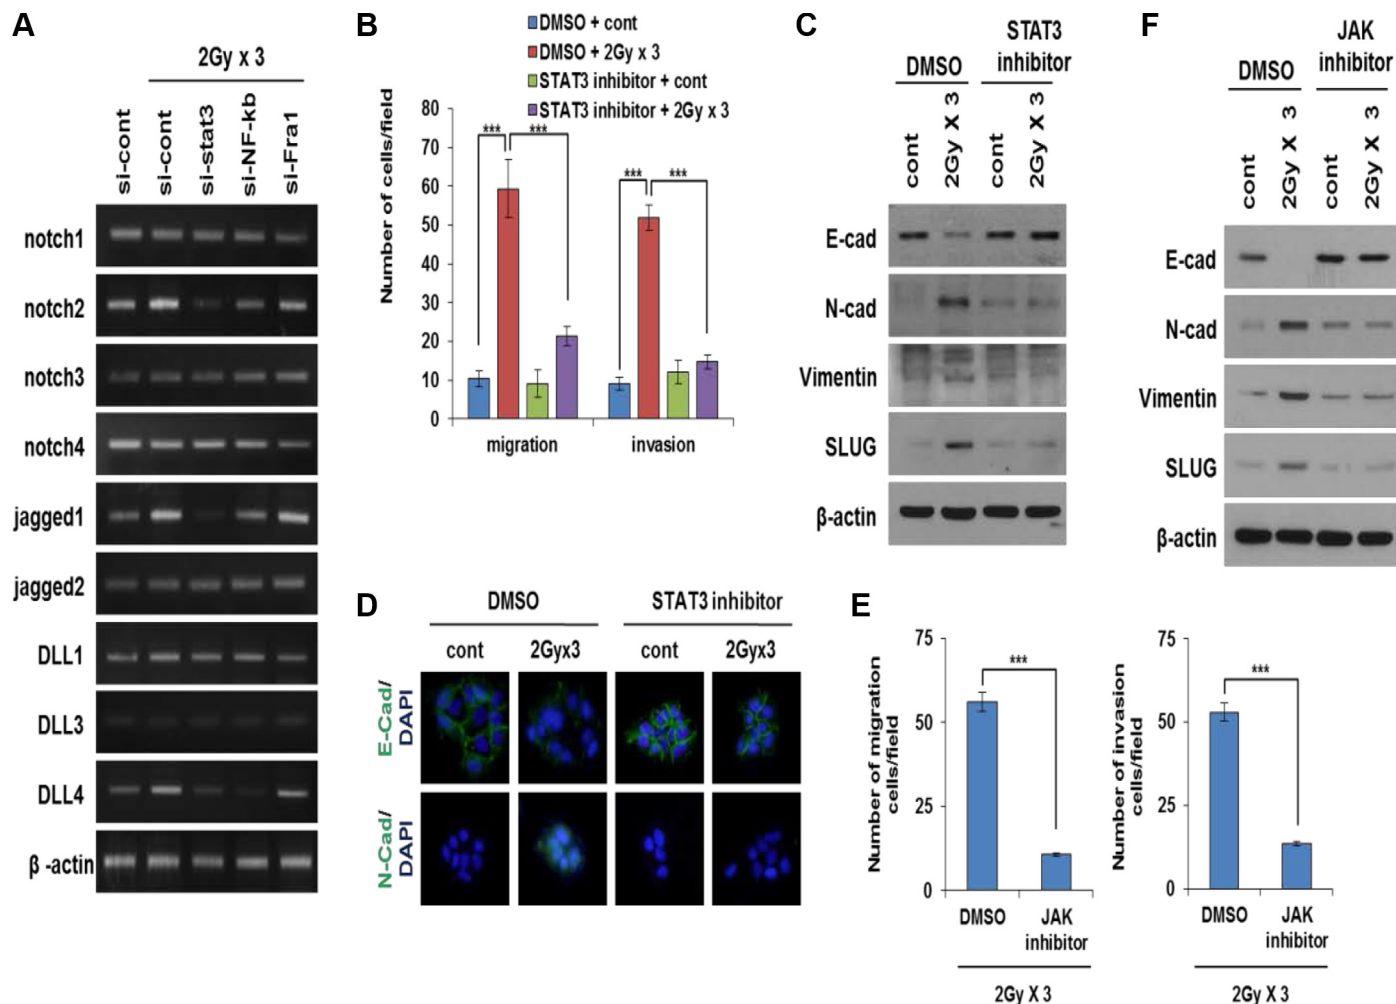 A
2Gy x 3
si-cont
si-cont
si-stat3
si-NF-kb
si-Fra1
notch1
notch2
notch3
notch4
jagged1
jagged2
DLL1
DLL3
DLL4
β -actin
B
DMSO + cont
DMSO + 2Gy x 3
STAT3 inhibitor + cont
STAT3 inhibitor + 2Gy x 3
Number of cells/field
80
70
60
50
40
30
20
10
0
*** ***
*** ***
migration invasion
C
DMSO
STAT3
inhibitor
cont
2Gy X 3
cont
2Gy X 3
E-cad
N-cad
Vimentin
SLUG
β-actin
F
DMSO
JAK
inhibitor
cont
2Gy X 3
cont
2Gy X 3
E-cad
N-cad
Vimentin
SLUG
β-actin
D
DMSO STAT3 inhibitor
cont 2Gyx3 cont 2Gyx3
E-Cad/
DAPI
N-Cad/
DAPI
E
Number of migration
cells/field
75
50
25
0
***
DMSO JAK
inhibitor
2Gy X 3
Number of invasion
cells/field
75
50
25
0
***
DMSO JAK
inhibitor
2Gy X 3